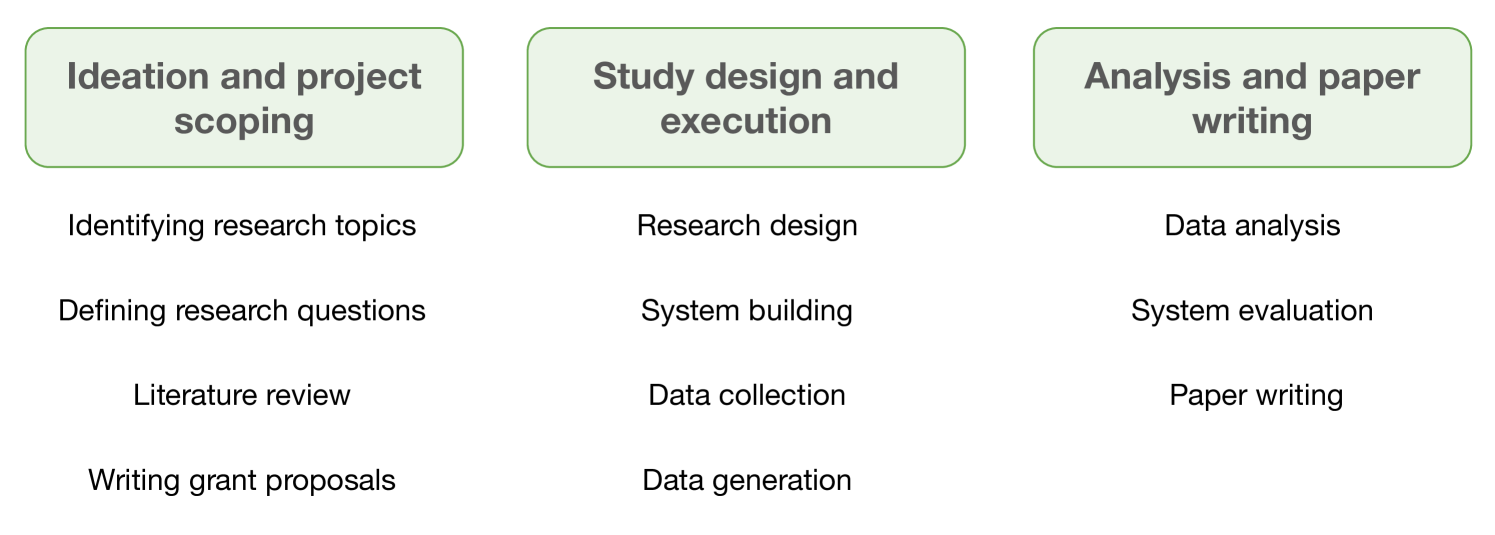 Ideation and project
scoping
Identifying research topics
Defining research questions
Literature review
Writing grant proposals
Study design and
execution
Research design
System building
Data collection
Data generation
Analysis and paper
writing
Data analysis
System evaluation
Paper writing